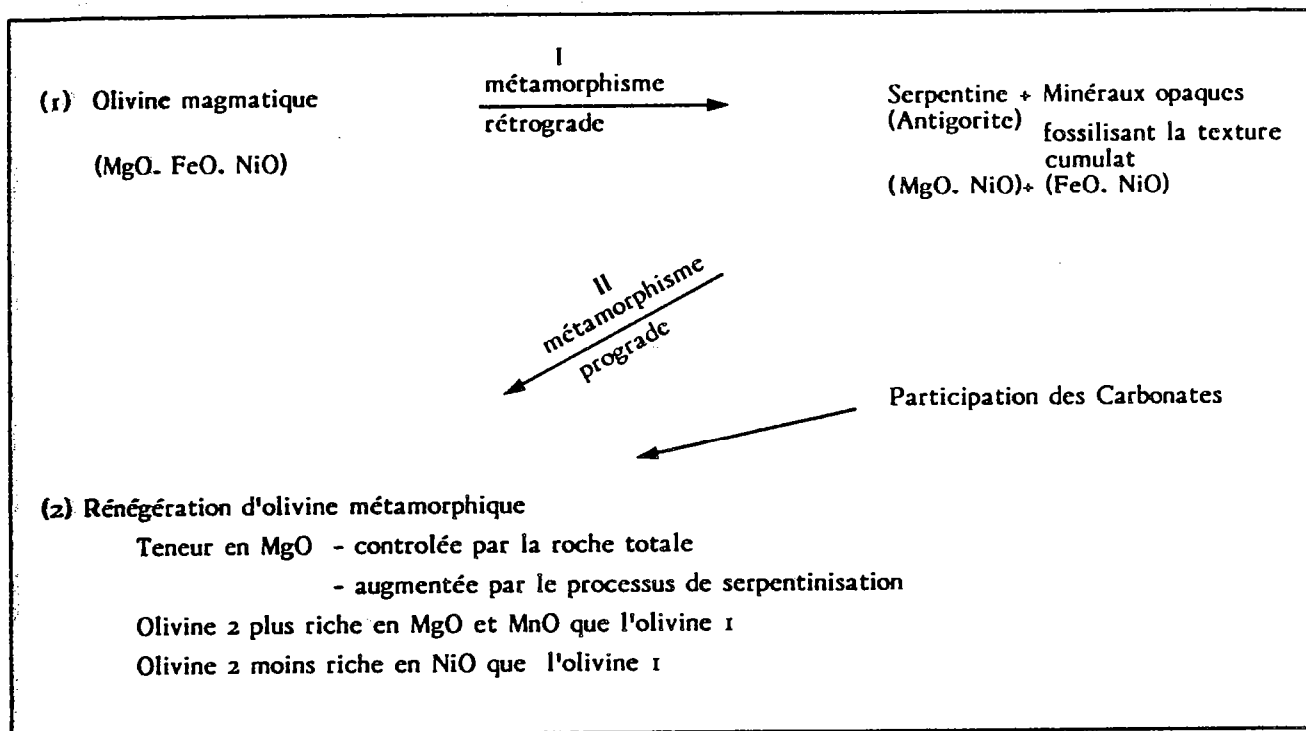 I
métamorphisme
rétrograde
(1) Olivine magmatique
(MgO. FeO. NiO)
Serpentine + Minéraux opaques
(Antigorite) fossilisant la texture
cumulat
(MgO. NiO)+ (FeO. NiO)
II
métamorphisme
prograde
Participation des Carbonates
(2) Rénégération d'olivine métamorphique
Teneur en MgO - controlée par la roche totale
- augmentée par le processus de serpentinisation
Olivine 2 plus riche en MgO et MnO que l'olivine 1
Olivine 2 moins riche en NiO que l'olivine 1